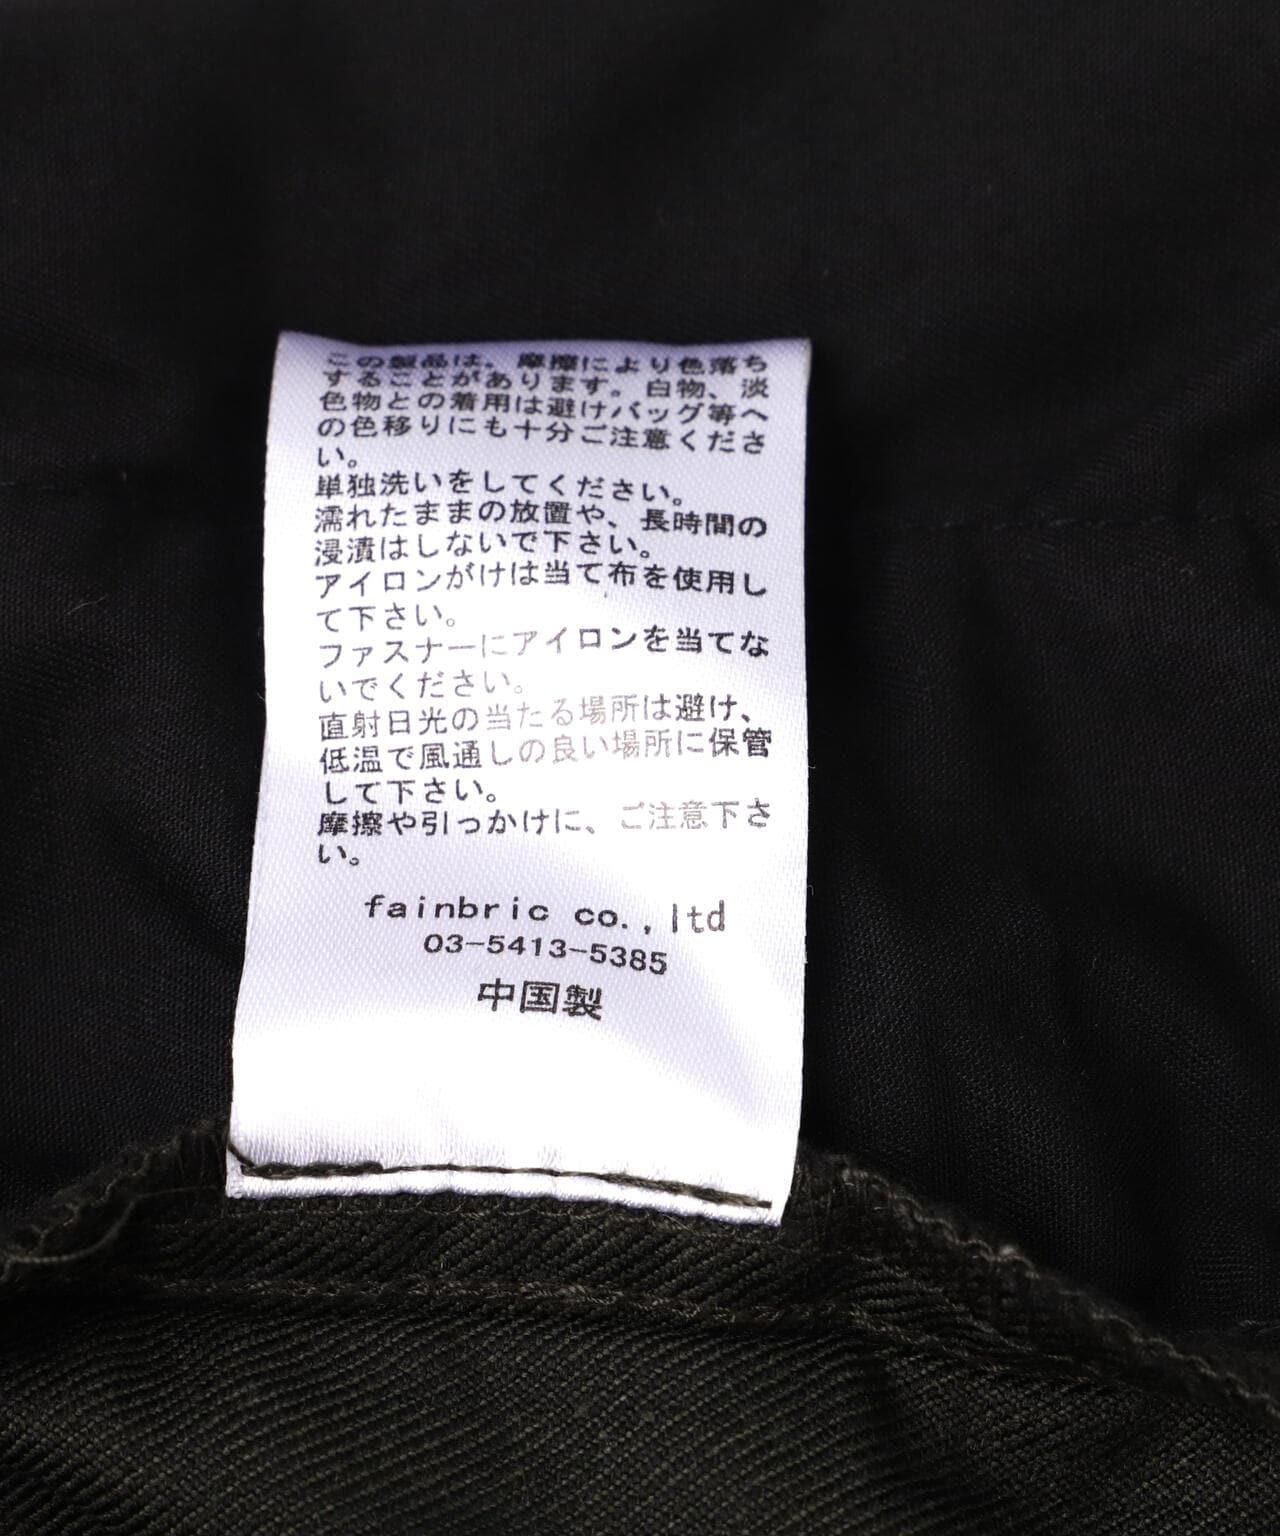 この製品は、摩擦により色落ち
することがあります。白物、淡
色物との着用は避けバッグ等へ
の色移りにも十分ご注意くださ
い。
単独洗いをしてください。
濡れたままの放置や、長時間の
浸漬はしないで下さい。
アイロンがけは当て布を使用し
て下さい。
ファスナーにアイロンを当てな
いでください。
直射日光の当たる場所は避け、
低温で風通しの良い場所に保管
して下さい。
摩擦や引っかけに、ご注意下さ
い。
fainbric co.,ltd
03-5413-5385
中国製